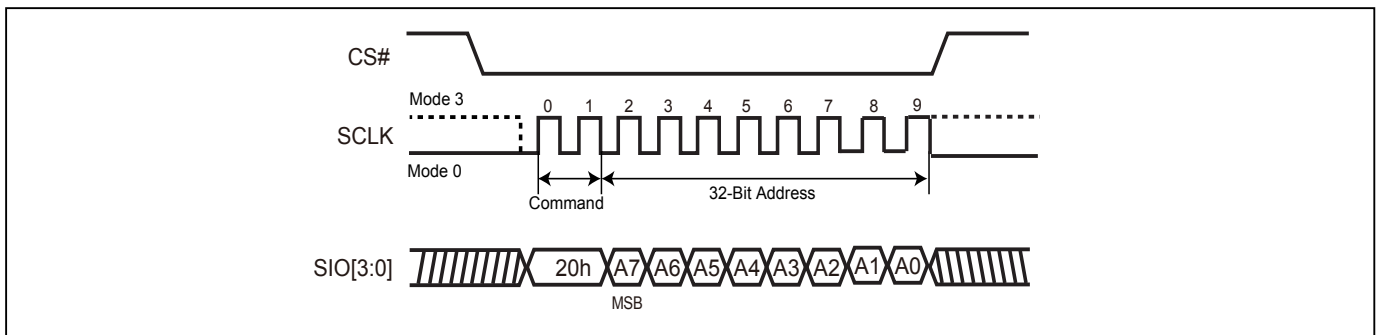 CS#
Mode 3
0 1 2 3 4 5 6 7 8 9
SCLK
Mode 0
Command
32-Bit Address
SIO[3:0]
20h A7 A6 A5 A4 A3 A2 A1 A0
MSB